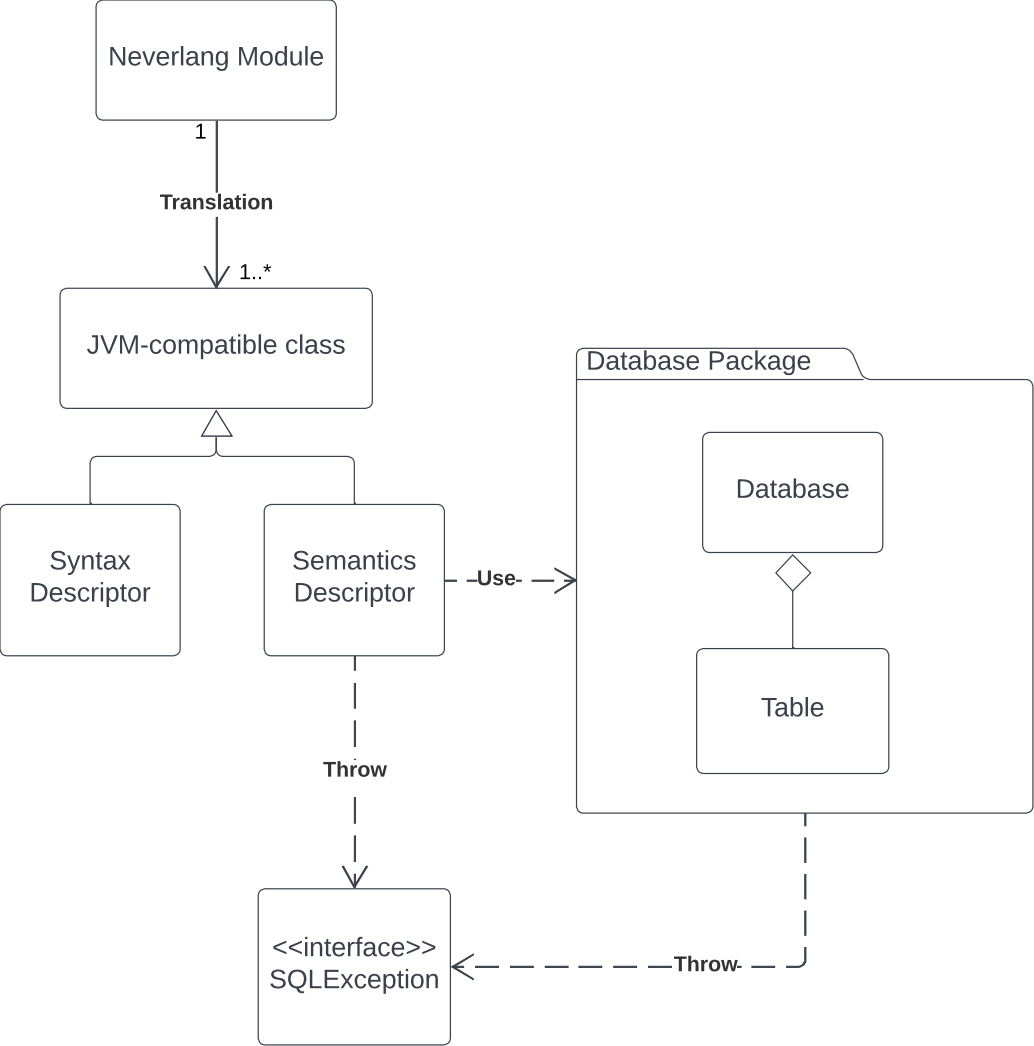 Neverlang Module
1
Translation
1..*
JVM-compatible class
Database Package
Database
Syntax
Descriptor
Semantics
Descriptor
Use
Table
Throw
<<interface>>
SQLException
Throw